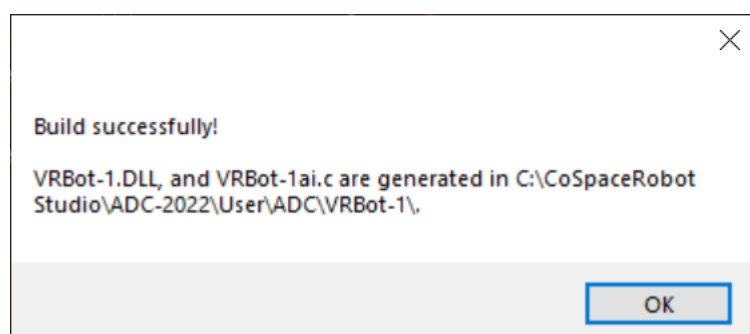 Build successfully!
VRBot-1.DLL, and VRBot-1ai.c are generated in C:\CoSpaceRobot
Studio\ADC-2022\User\ADC\VRBot-1\.
OK